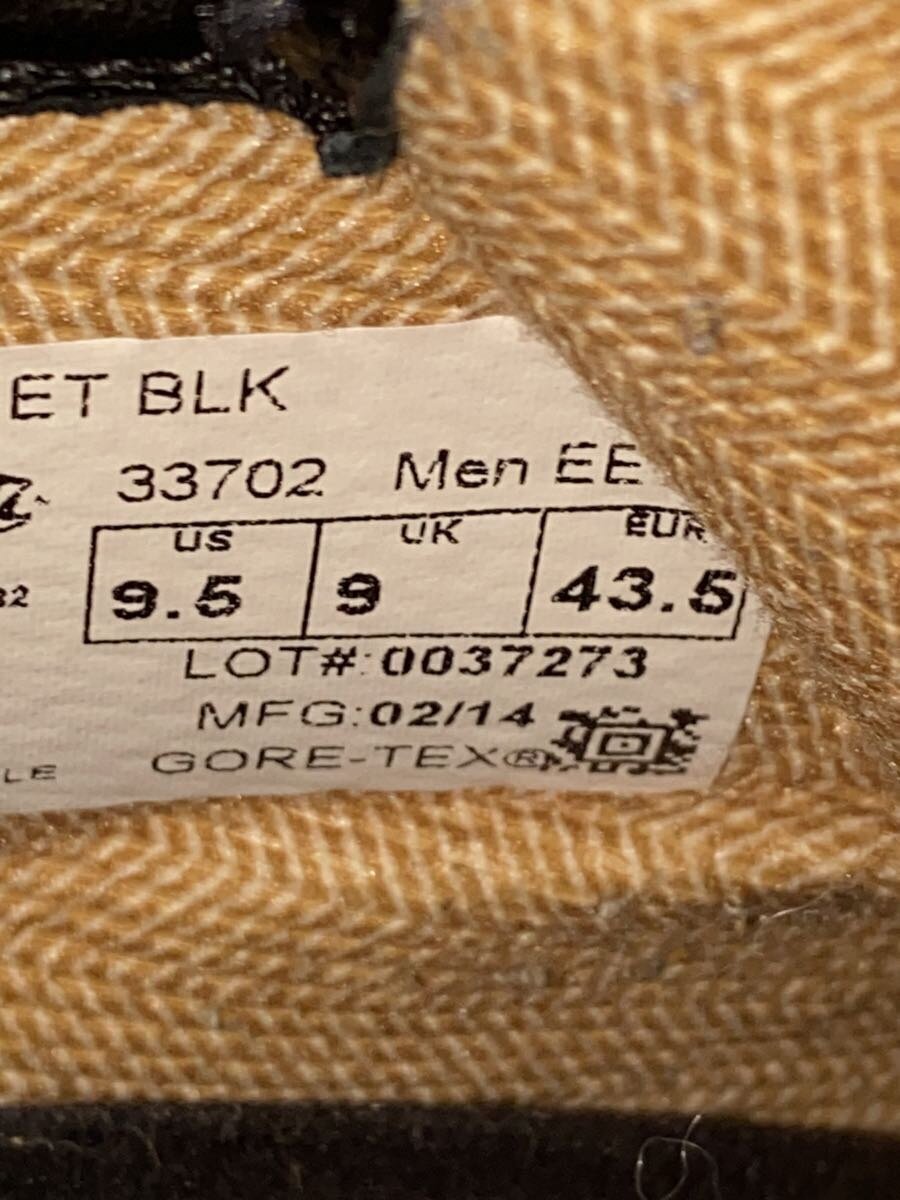 ET BLK
33702 Men EE
US UK EUR
9.5 9 43.5
LOT#:0037273
MFG:02/14
GORE-TEX®
LE